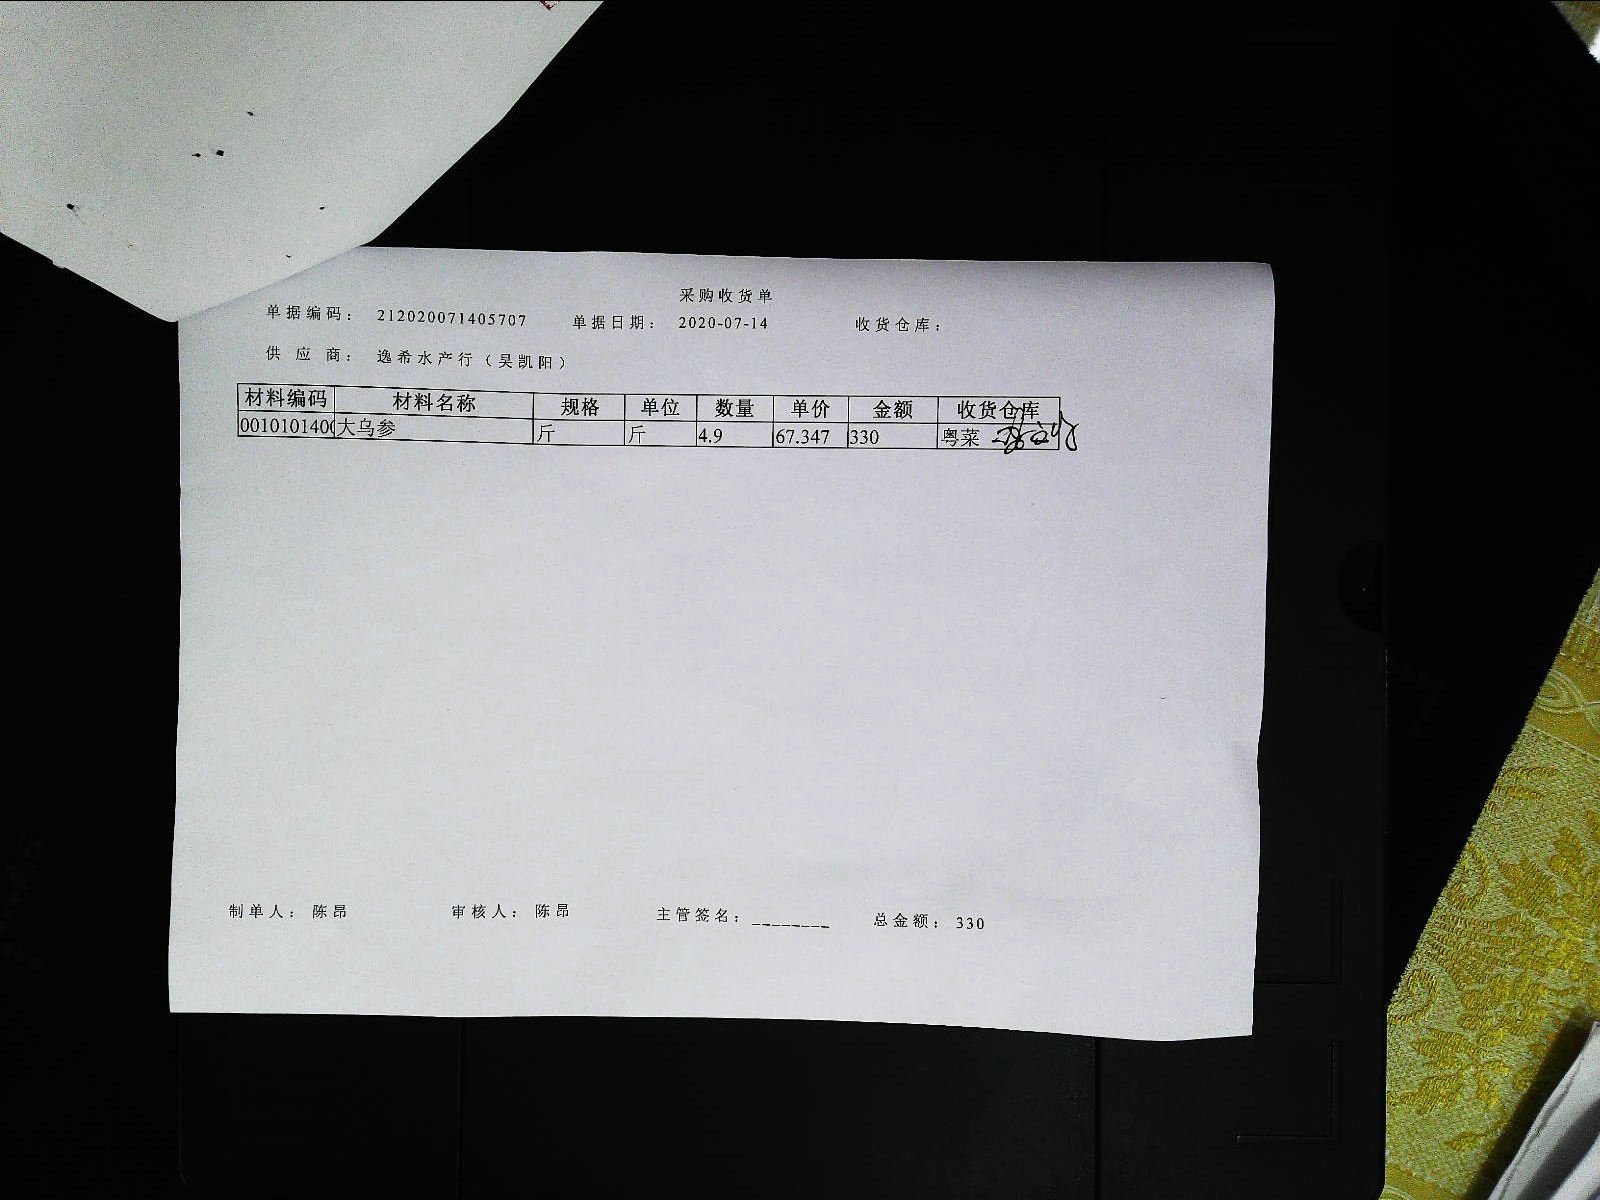 采购收货单
单据编码： 212020071405707 单据日期： 2020-07-14 收货仓库：
供 应 商： 逸希水产行（吴凯阳）
材料编码 材料名称 规格 单位 数量 单价 金额 收货仓库
001010140 大乌参 斤 斤 4.9 67.347 330 粤菜
制单人： 陈昂 审核人： 陈昂 主管签名：________ 总金额： 330